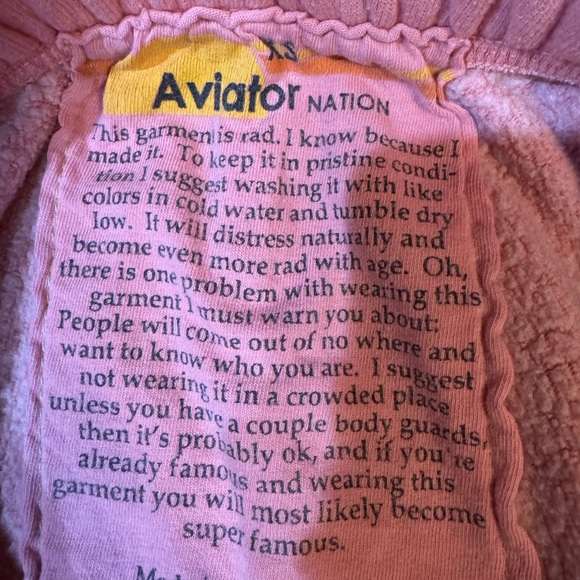 XS
Aviator NATION
This garment is rad. I know because I
made it. To keep it in pristine condi-
tion I suggest washing it with like
colors in cold water and tumble dry
low. It will distress naturally and
become even more rad with age. Oh,
there is one problem with wearing this
garment I must warn you about:
People will come out of no where and
want to know who you are. I suggest
not wearing it in a crowded place
unless you have a couple body guards,
then it's probably ok, and if you're
already famous and wearing this
garment you will most likely become
super famous.